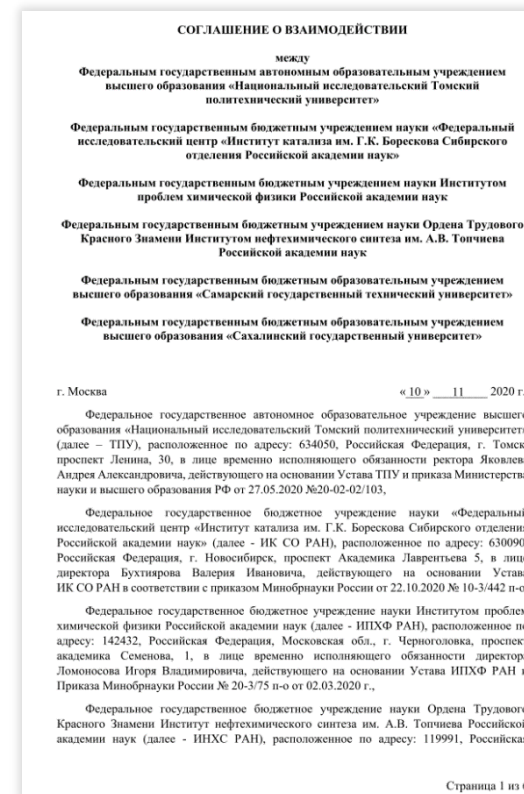 СОГЛАШЕНИЕ О ВЗАИМОДЕЙСТВИИ
между
Федеральным государственным автономным образовательным учреждением
высшего образования «Национальный исследовательский Томский
политехнический университет»
Федеральным государственным бюджетным учреждением науки «Федеральный
исследовательский центр «Институт катализа им. Г.К. Борескова Сибирского
отделения Российской академии наук»
Федеральным государственным бюджетным учреждением науки Институтом
проблем химической физики Российской академии наук
Федеральным государственным бюджетным учреждением науки Ордена Трудового
Красного Знамени Институтом нефтехимического синтеза им. А.В. Топчиева
Российской академии наук
Федеральным государственным бюджетным образовательным учреждением
высшего образования «Самарский государственный технический университет»
Федеральным государственным бюджетным образовательным учреждением
высшего образования «Сахалинский государственный университет»
г. Москва «10» 11 2020 г.
Федеральное государственное автономное образовательное учреждение высшего
образования «Национальный исследовательский Томский политехнический университет»
(далее – ТПУ), расположенное по адресу: 634050, Российская Федерация, г. Томск
проспект Ленина, 30, в лице временно исполняющего обязанности ректора Яковлев
Андрея Александровича, действующего на основании Устава ТПУ и приказа Министерства
науки и высшего образования РФ от 27.05.2020 №20-02-02/103,
Федеральное государственное бюджетное учреждение науки «Федеральный
исследовательский центр «Институт катализа им. Г.К. Борескова Сибирского отделения
Российской академии наук» (далее - ИК СО РАН), расположенное по адресу: 630090
Российская Федерация, г. Новосибирск, проспект Академика Лаврентьева 5, в лице
директора Бухтиярова Валерия Ивановича, действующего на основании Устава
ИК СО РАН в соответствии с приказом Минобрнауки России от 22.10.2020 № 10-3/442 п-о
Федеральное государственное бюджетное учреждение науки Институтом проблем
химической физики Российской академии наук (далее - ИПХФ РАН), расположенное по
адресу: 142432, Российская Федерация, Московская обл., г. Черноголовка, проспект
академика Семенова, 1, в лице временно исполняющего обязанности директора
Ломоносова Игоря Владимировича, действующего на основании Устава ИПХФ РАН и
Приказа Минобрнауки России № 20-3/75 п-о от 02.03.2020 г.,
Федеральное государственное бюджетное учреждение науки Ордена Трудового
Красного Знамени Институт нефтехимического синтеза им. А.В. Топчиева Российской
академии наук (далее - ИНХС РАН), расположенное по адресу: 119991, Российская
Страница 1 из 6